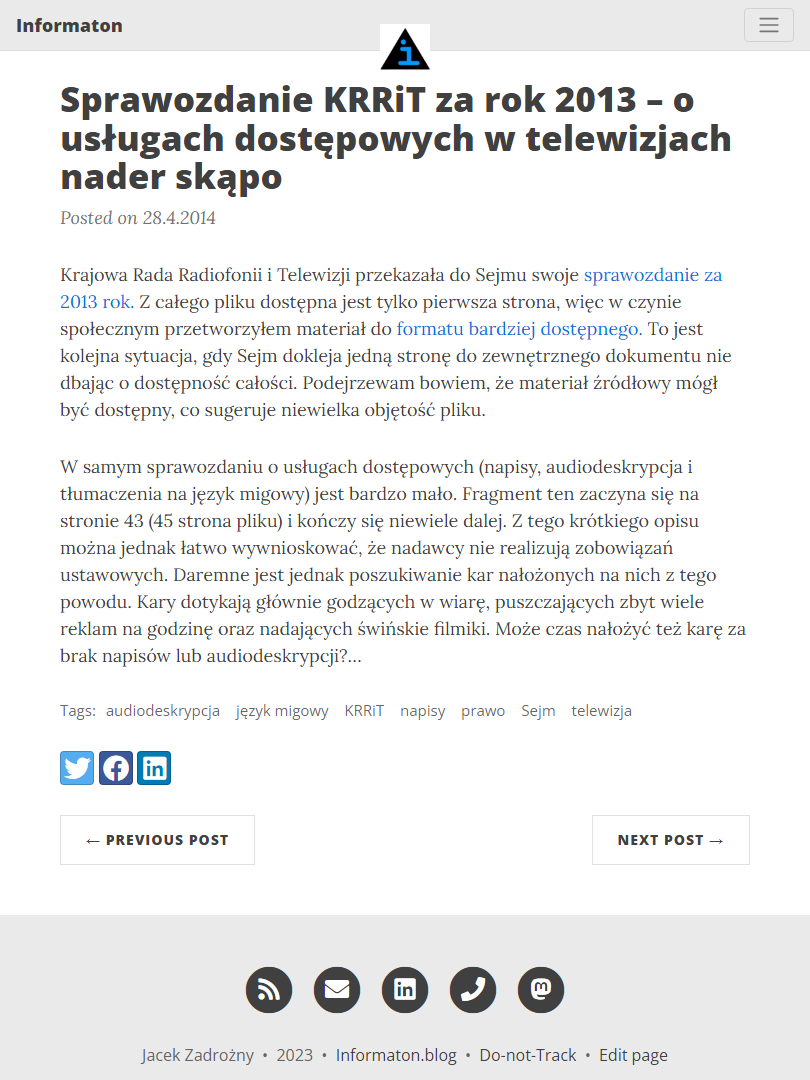 Informaton
i
Sprawozdanie KRRiT za rok 2013 – o
usługach dostępowych w telewizjach
nader skąpo
Posted on 28.4.2014
Krajowa Rada Radiofonii i Telewizji przekazała do Sejmu swoje sprawozdanie za
2013 rok. Z całego pliku dostępna jest tylko pierwsza strona, więc w czynie
społecznym przetworzyłem materiał do formatu bardziej dostępnego. To jest
kolejna sytuacja, gdy Sejm dokleja jedną stronę do zewnętrznego dokumentu nie
dbając o dostępność całości. Podejrzewam bowiem, że materiał źródłowy mógł
być dostępny, co sugeruje niewielka objętość pliku.
W samym sprawozdaniu o usługach dostępowych (napisy, audiodeskrypcja i
tłumaczenia na język migowy) jest bardzo mało. Fragment ten zaczyna się na
stronie 43 (45 strona pliku) i kończy się niewiele dalej. Z tego krótkiego opisu
można jednak łatwo wywnioskować, że nadawcy nie realizują zobowiązań
ustawowych. Daremne jest jednak poszukiwanie kar nałożonych na nich z tego
powodu. Kary dotykają głównie godzących w wiarę, puszczających zbyt wiele
reklam na godzinę oraz nadających świńskie filmiki. Może czas nałożyć też karę za
brak napisów lub audiodeskrypcji?…
Tags: audiodeskrypcja język migowy KRRiT napisy prawo Sejm telewizja
← PREVIOUS POST
NEXT POST →
Jacek Zadrożny • 2023 • Informaton.blog • Do-not-Track • Edit page